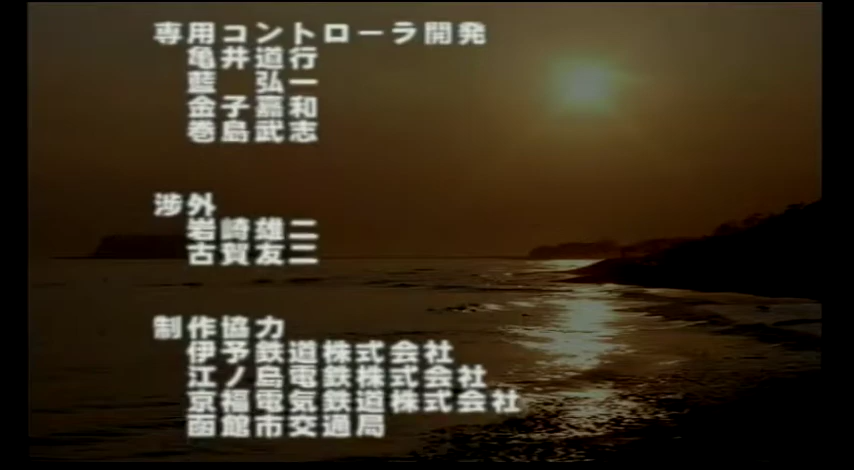 専用コントローラ開発
亀井道行
藍 弘一
金子嘉和
巻島武志
渉外
岩崎雄二
古賀友二
制作協力
伊予鉄道株式会社
江ノ島電鉄株式会社
京福電気鉄道株式会社
函館市交通局